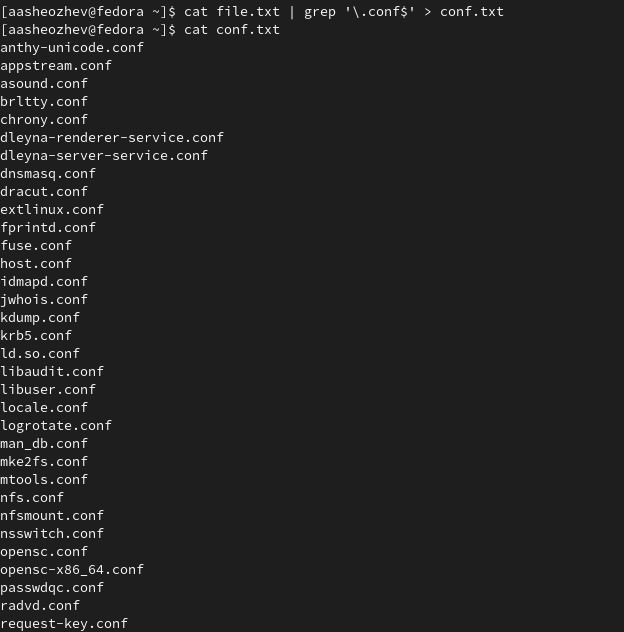 [aasheozhev@fedora ~]$ cat file.txt | grep '\.conf$' > conf.txt
[aasheozhev@fedora ~]$ cat conf.txt
anthy-unicode.conf
appstream.conf
asound.conf
brltty.conf
chrony.conf
dleyna-renderer-service.conf
dleyna-server-service.conf
dnsmasq.conf
dracut.conf
extlinux.conf
fprintd.conf
fuse.conf
host.conf
idmapd.conf
jwhois.conf
kdump.conf
krb5.conf
ld.so.conf
libaudit.conf
libuser.conf
locale.conf
logrotate.conf
man_db.conf
mke2fs.conf
mtools.conf
nfs.conf
nfsmount.conf
nsswitch.conf
opensc.conf
opensc-x86_64.conf
passwdqc.conf
radvd.conf
request-key.conf